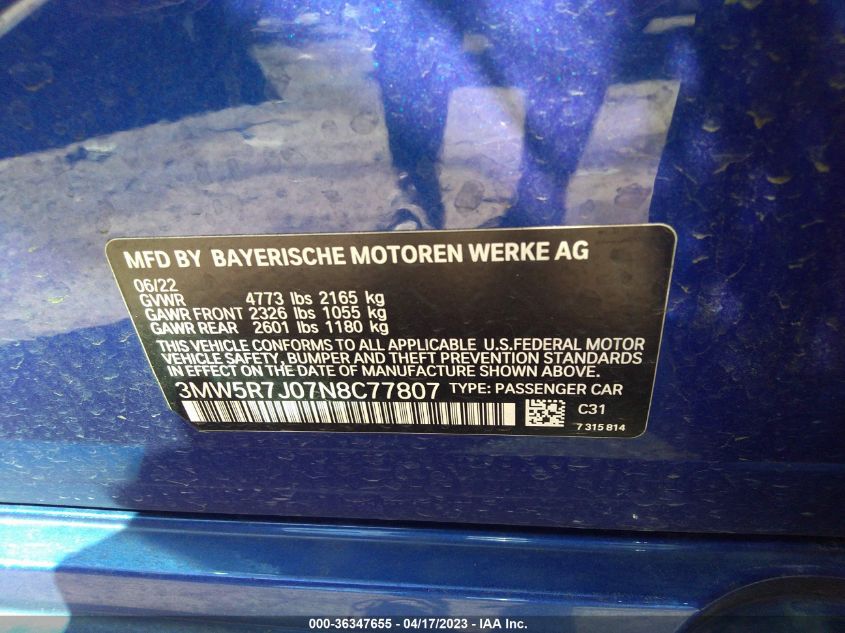 MFD BY BAYERISCHE MOTOREN WERKE AG
06/22
GVWR 4773 lbs 2165 kg
GAWR FRONT 2326 lbs 1055 kg
GAWR REAR 2601 lbs 1180 kg
THIS VEHICLE CONFORMS TO ALL APPLICABLE U.S.FEDERAL MOTOR
VEHICLE SAFETY, BUMPER AND THEFT PREVENTION STANDARDS
IN EFFECT ON THE DATE OF MANUFACTURE SHOWN ABOVE.
3MW5R7J07N8C77807 TYPE: PASSENGER CAR
C31
7 315 814
000-36347655 - 04/17/2023 - IAA Inc.